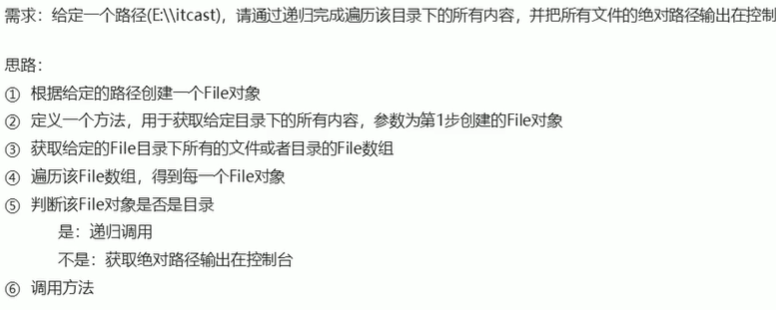 需求：给定一个路径(E:\\itcast)，请通过递归完成遍历该目录下的所有内容，并把所有文件的绝对路径输出在控制
思路：
① 根据给定的路径创建一个File对象
② 定义一个方法，用于获取给定目录下的所有内容，参数为第1步创建的File对象
③ 获取给定的File目录下所有的文件或者目录的File数组
④ 遍历该File数组，得到每一个File对象
⑤ 判断该File对象是否是目录
是：递归调用
不是：获取绝对路径输出在控制台
⑥ 调用方法